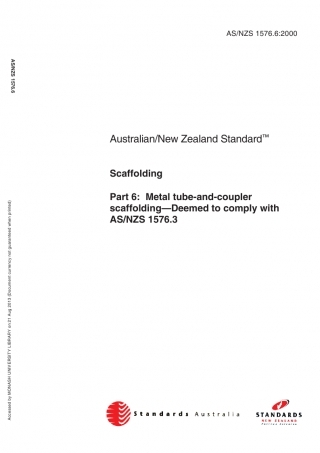 AS/NZS 1576.6:2000
AS/NZS 1576.6
Australian/New Zealand Standard™
Scaffolding
Part 6: Metal tube-and-coupler
scaffolding—Deemed to comply with
AS/NZS 1576.3
Accessed by MONASH UNIVERSITY LIBRARY on 21 Aug 2013 (Document currency not guaranteed when printed)
Standards Australia
STANDARDS
NEW ZEALAND